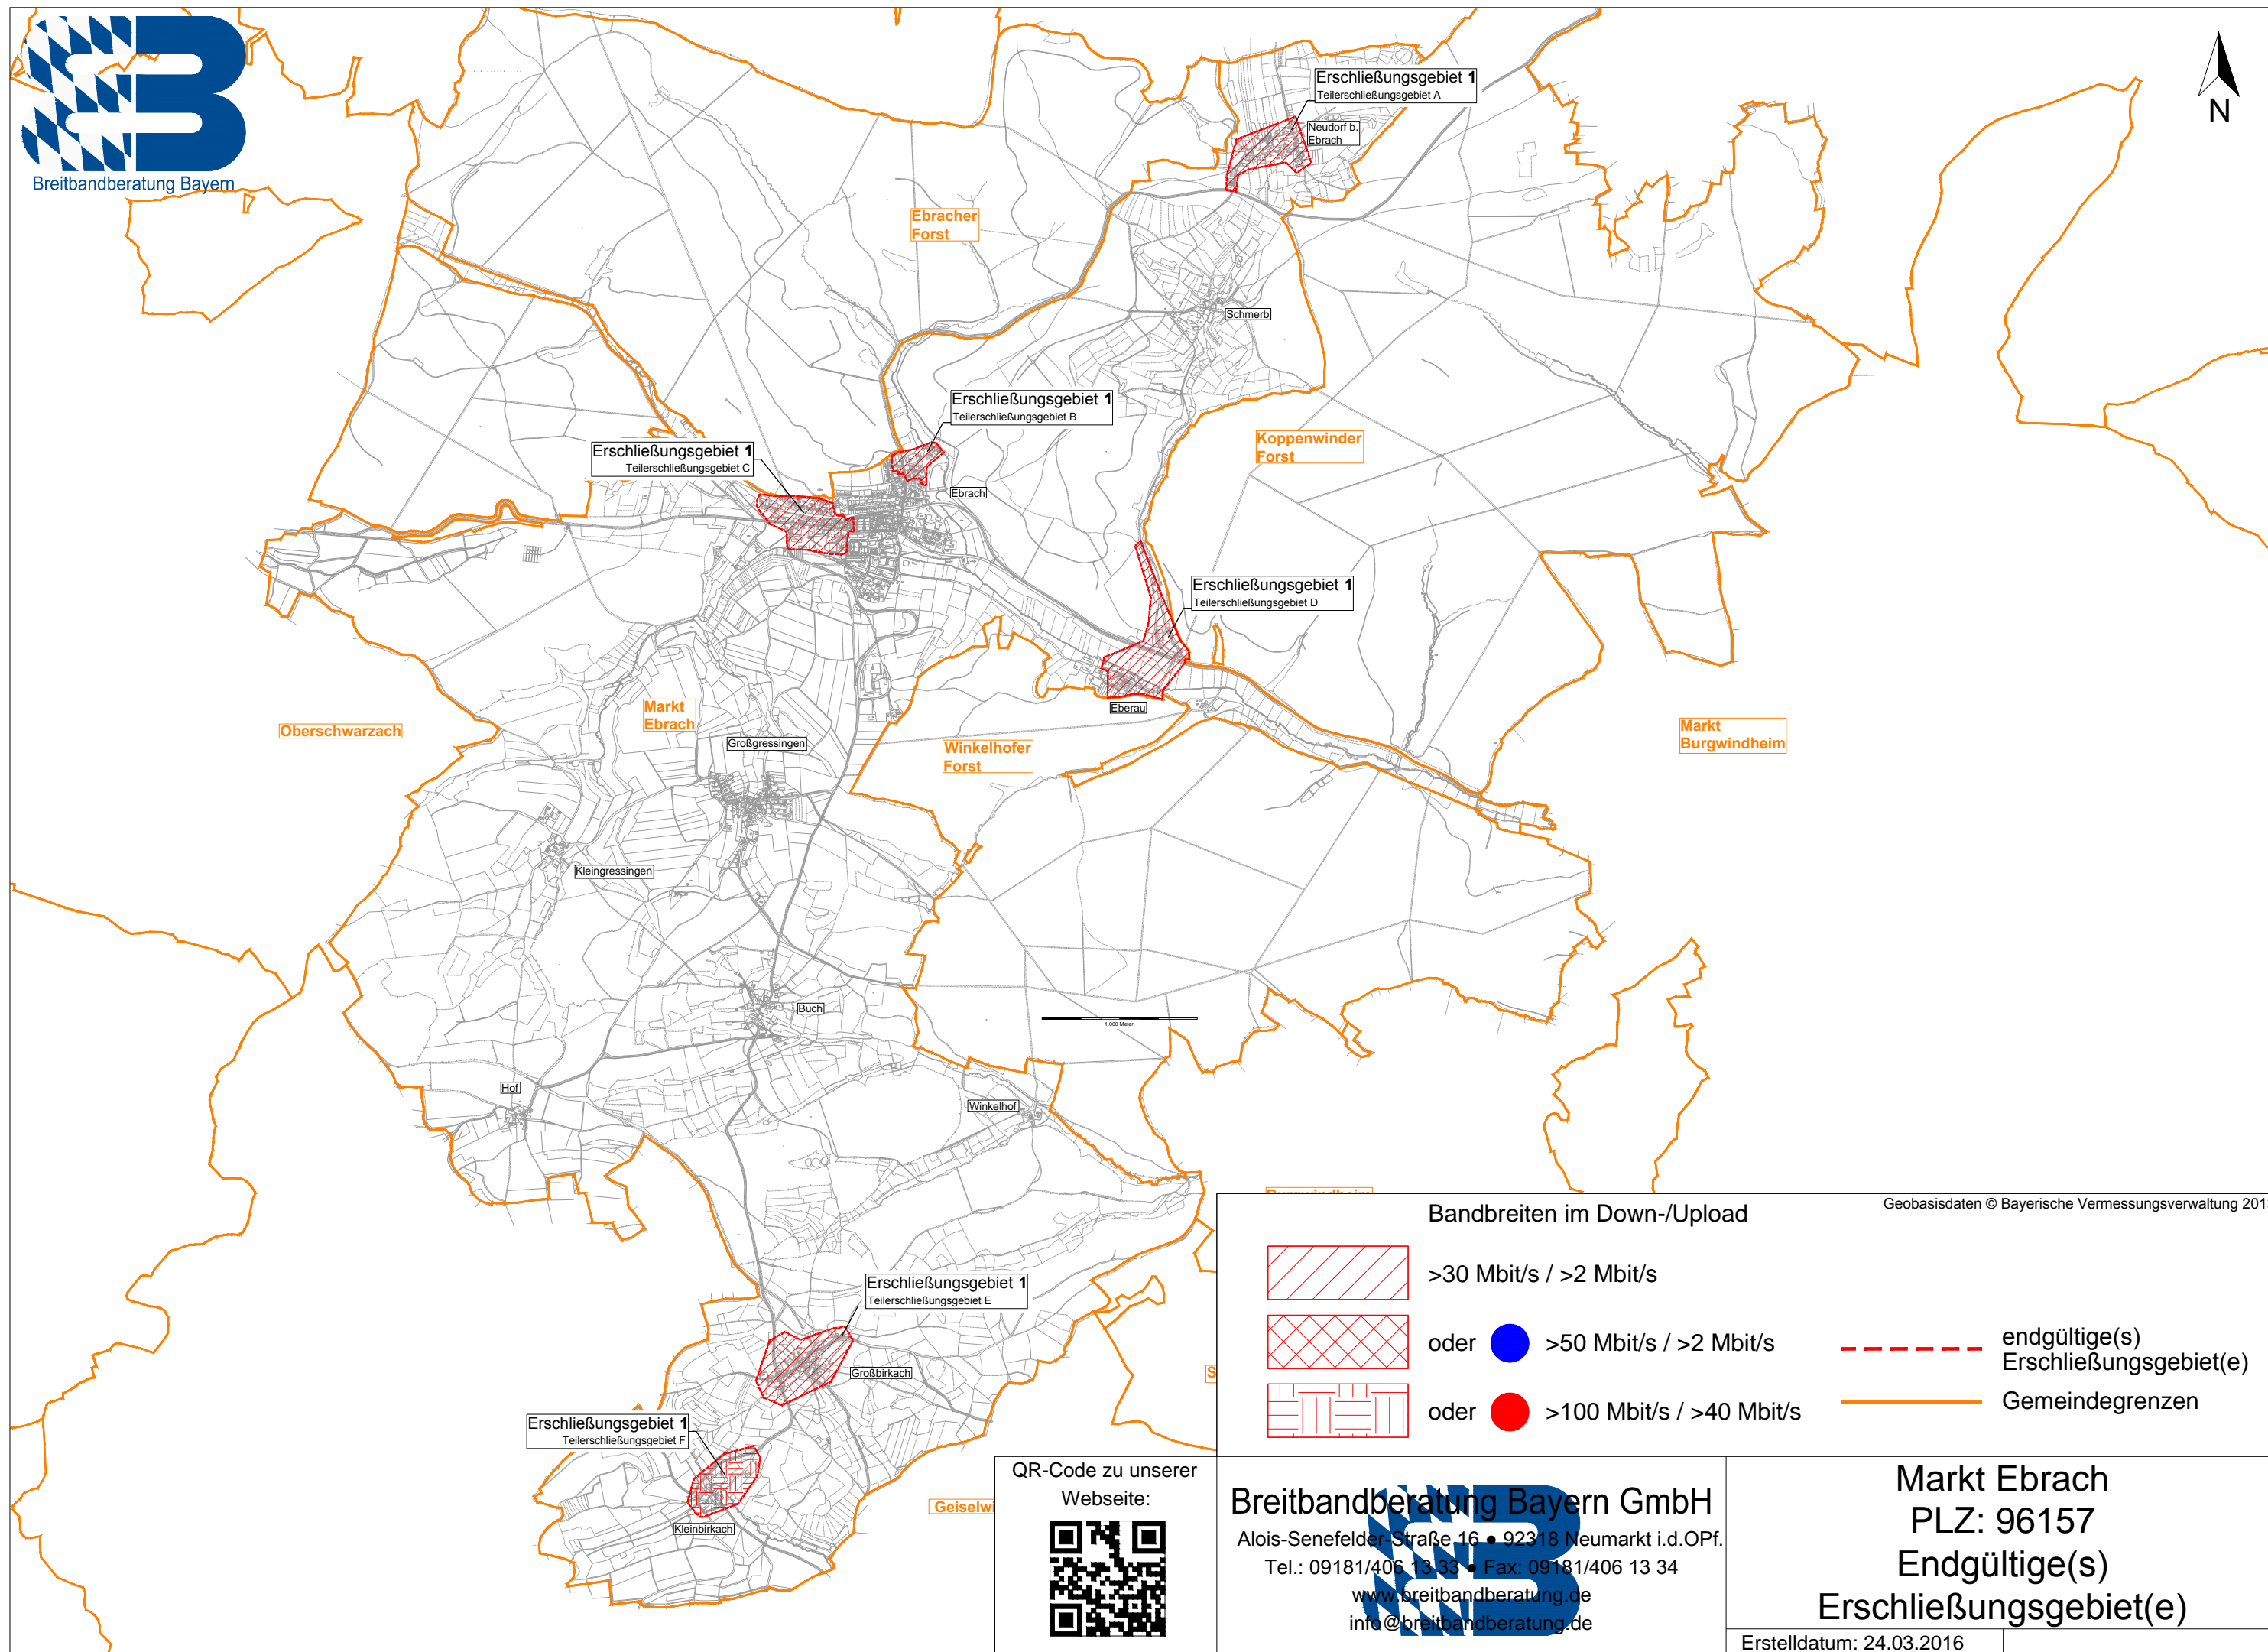 Breitbandberatung Bayern
Erschließungsgebiet 1
Teilerschließungsgebiet A
Neudorf b.
Ebrach
N
Ebracher
Forst
Schmerb
Erschließungsgebiet 1
Teilerschließungsgebiet B
Erschließungsgebiet 1
Teilerschließungsgebiet C
Koppenwinder
Forst
Ebrach
Erschließungsgebiet 1
Teilerschließungsgebiet D
Eberau
Markt
Ebrach
Oberschwarzach
Großgressingen
Winkelhofer
Forst
Markt
Burgwindheim
Kleingressingen
Buch
1.000 Meter
Hof
Winkelhof
Erschließungsgebiet 1
Teilerschließungsgebiet E
Großbirkach
Erschließungsgebiet 1
Teilerschließungsgebiet F
Kleinbirkach
Geiselwi
S
Bandbreiten im Down-/Upload
Geobasisdaten © Bayerische Vermessungsverwaltung 201
>30 Mbit/s / >2 Mbit/s
oder >50 Mbit/s / >2 Mbit/s
oder >100 Mbit/s / >40 Mbit/s
endgültige(s)
Erschließungsgebiet(e)
Gemeindegrenzen
QR-Code zu unserer
Webseite:
Breitbandberatung Bayern GmbH
Alois-Senefelder-Straße 16 ● 92318 Neumarkt i.d.OPf.
Tel.: 09181/406 13 33 ● Fax: 09181/406 13 34
www.breitbandberatung.de
info@breitbandberatung.de
Markt Ebrach
PLZ: 96157
Endgültige(s)
Erschließungsgebiet(e)
Erstelldatum: 24.03.2016